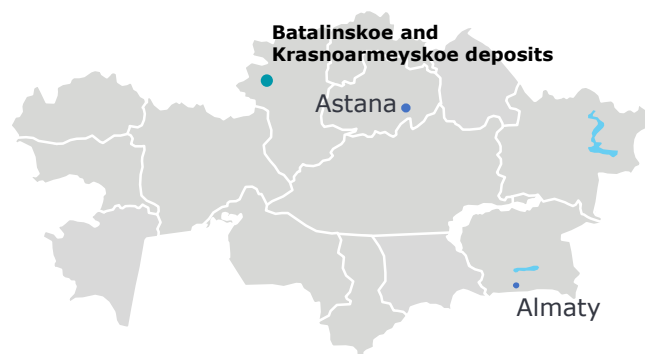 Batalinskoe and
Krasnoarmeyskoe deposits
Astana
Almaty